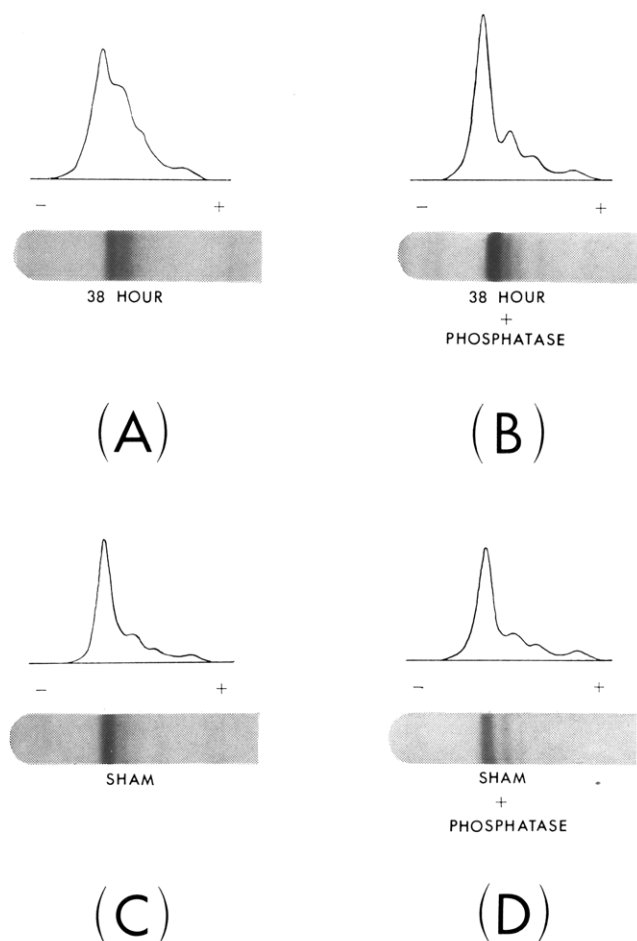 - +
38 HOUR
(A)
- +
38 HOUR
+
PHOSPHATASE
(B)
- +
SHAM
(C)
- +
SHAM
+
PHOSPHATASE
(D)